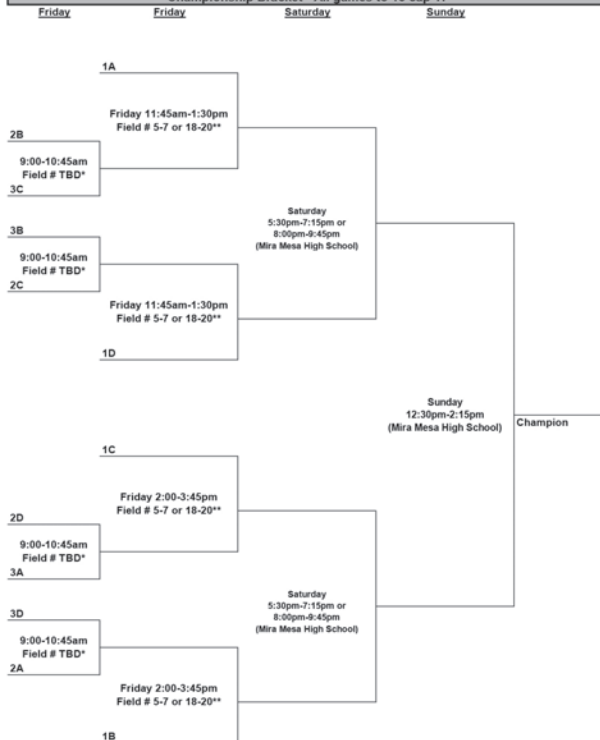 Friday Friday Saturday Sunday
1A
Friday 11:45am-1:30pm
Field # 5-7 or 18-20**
2B
9:00-10:45am
Field # TBD*
3C
Saturday
5:30pm-7:15pm or
8:00pm-9:45pm
(Mira Mesa High School)
3B
9:00-10:45am
Field # TBD*
2C
Friday 11:45am-1:30pm
Field # 5-7 or 18-20**
1D
Sunday
12:30pm-2:15pm
(Mira Mesa High School)
Champion
1C
Friday 2:00-3:45pm
Field # 5-7 or 18-20**
2D
9:00-10:45am
Field # TBD*
3A
Saturday
5:30pm-7:15pm or
8:00pm-9:45pm
(Mira Mesa High School)
3D
9:00-10:45am
Field # TBD*
2A
Friday 2:00-3:45pm
Field # 5-7 or 18-20**
1B